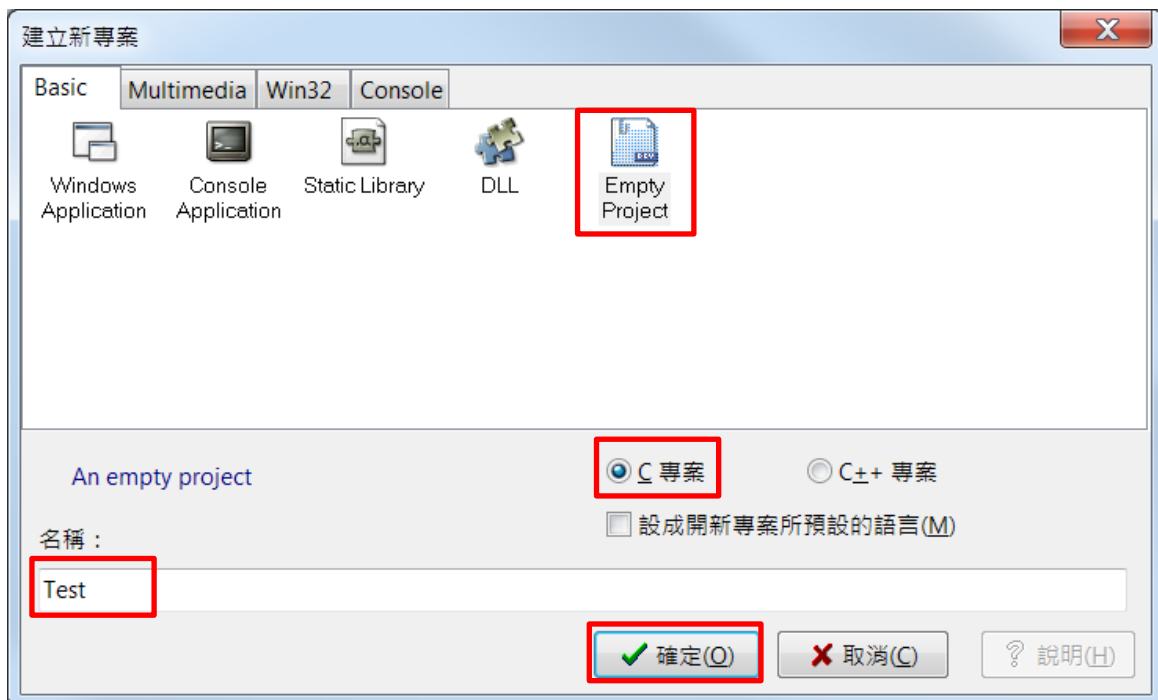 建立新專案
Basic Multimedia Win32 Console
Windows Application
Console Application
Static Library
DLL
Empty Project
An empty project
C 專案 C++ 專案
設成開新專案所預設的語言(M)
名稱：
Test
確定(O) 取消(C) 說明(H)